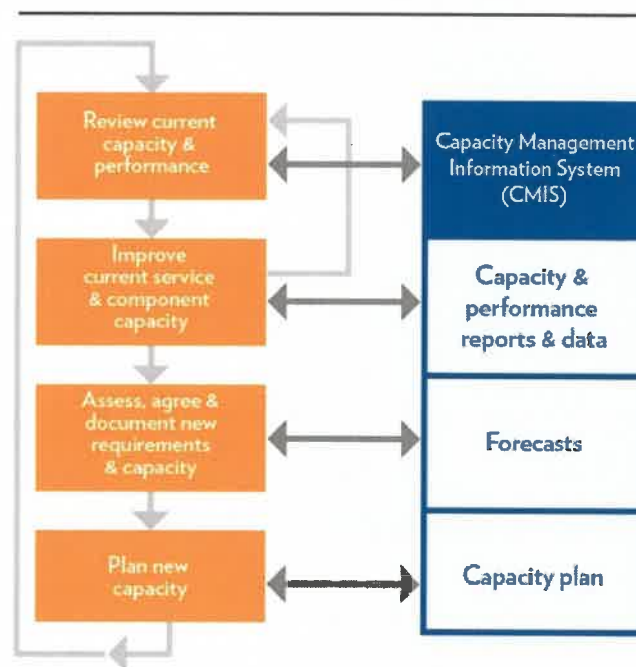 Review current
capacity &
performance
Improve
current service
& component
capacity
Assess, agree &
document new
requirements
& capacity
Plan new
capacity
Capacity Management
Information System
(CMIS)
Capacity &
performance
reports & data
Forecasts
Capacity plan